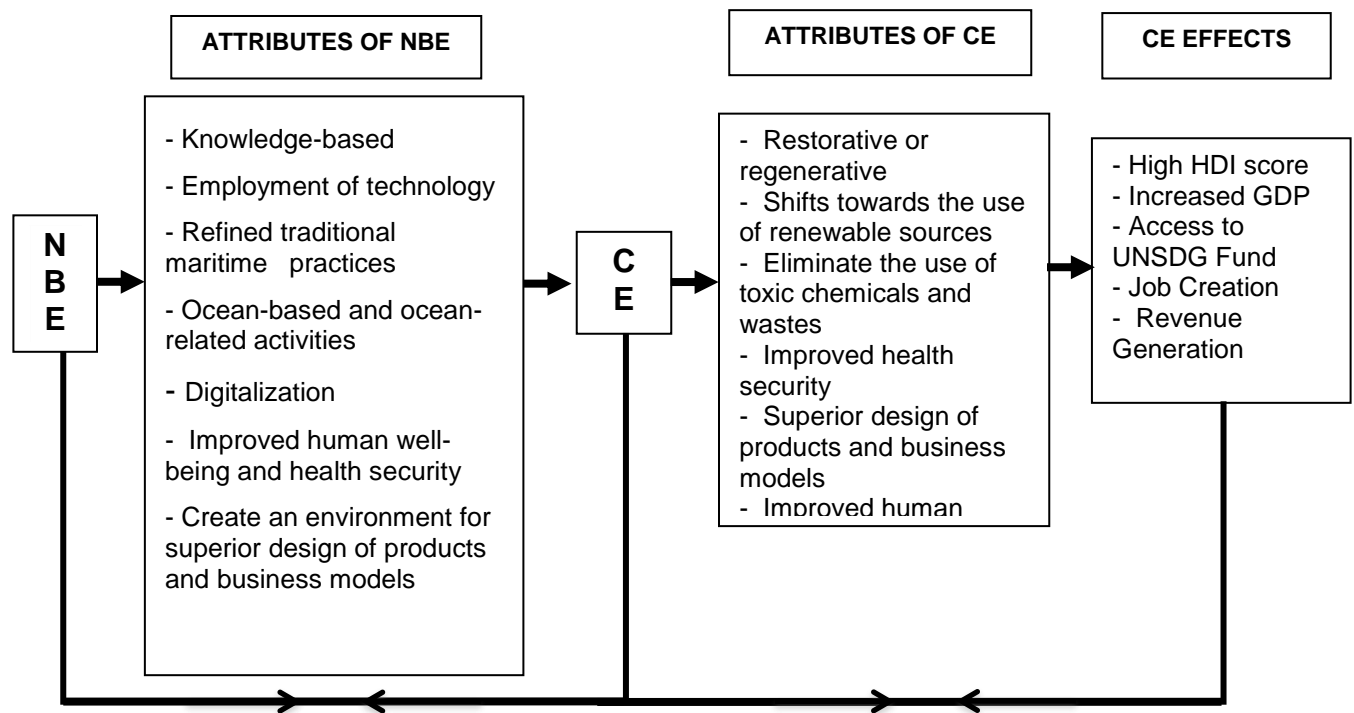 ATTRIBUTES OF NBE
ATTRIBUTES OF CE
CE EFFECTS
N
B
E
- Knowledge-based
- Employment of technology
- Refined traditional
maritime practices
- Ocean-based and ocean-
related activities
- Digitalization
- Improved human well-
being and health security
- Create an environment for
superior design of products
and business models
C
E
- Restorative or
regenerative
- Shifts towards the use
of renewable sources
- Eliminate the use of
toxic chemicals and
wastes
- Improved health
security
- Superior design of
products and business
models
- Improved human
- High HDI score
- Increased GDP
- Access to
UNSDG Fund
- Job Creation
- Revenue
Generation